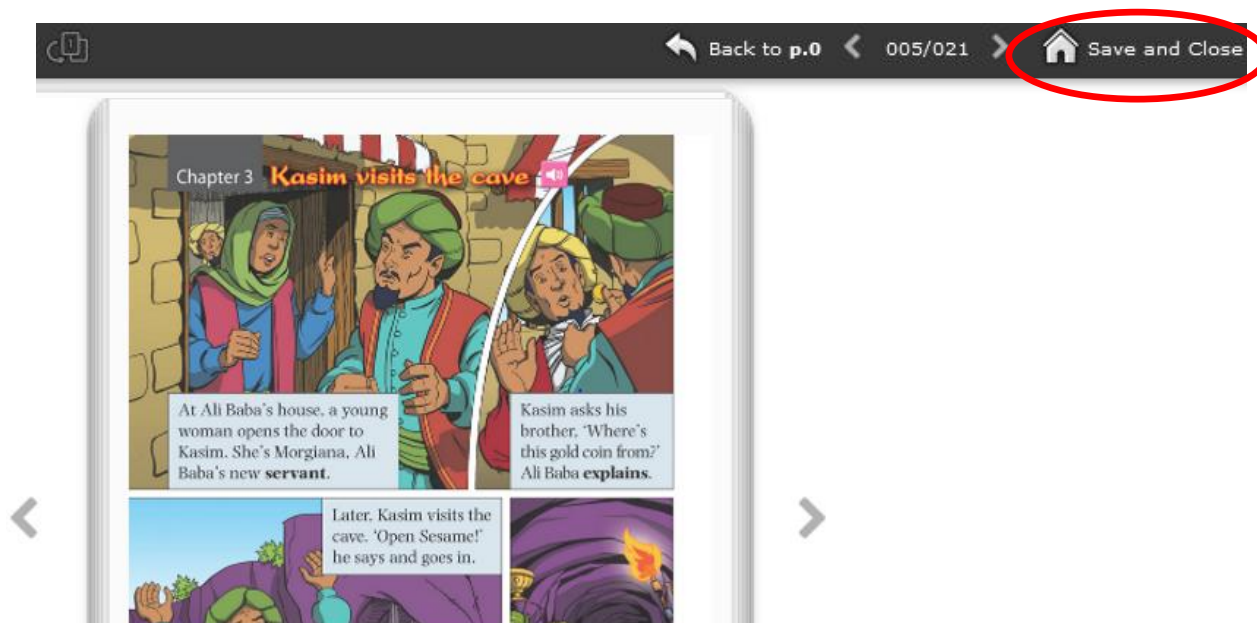 Back to p.0 005/021 Save and Close
Chapter 3 Kasim visits the cave
At Ali Baba's house, a young
woman opens the door to
Kasim. She's Morgiana, Ali
Baba's new servant.
Kasim asks his
brother, ‘Where's
this gold coin from?’
Ali Baba explains.
Later, Kasim visits the
cave. ‘Open Sesame!’
he says and goes in.